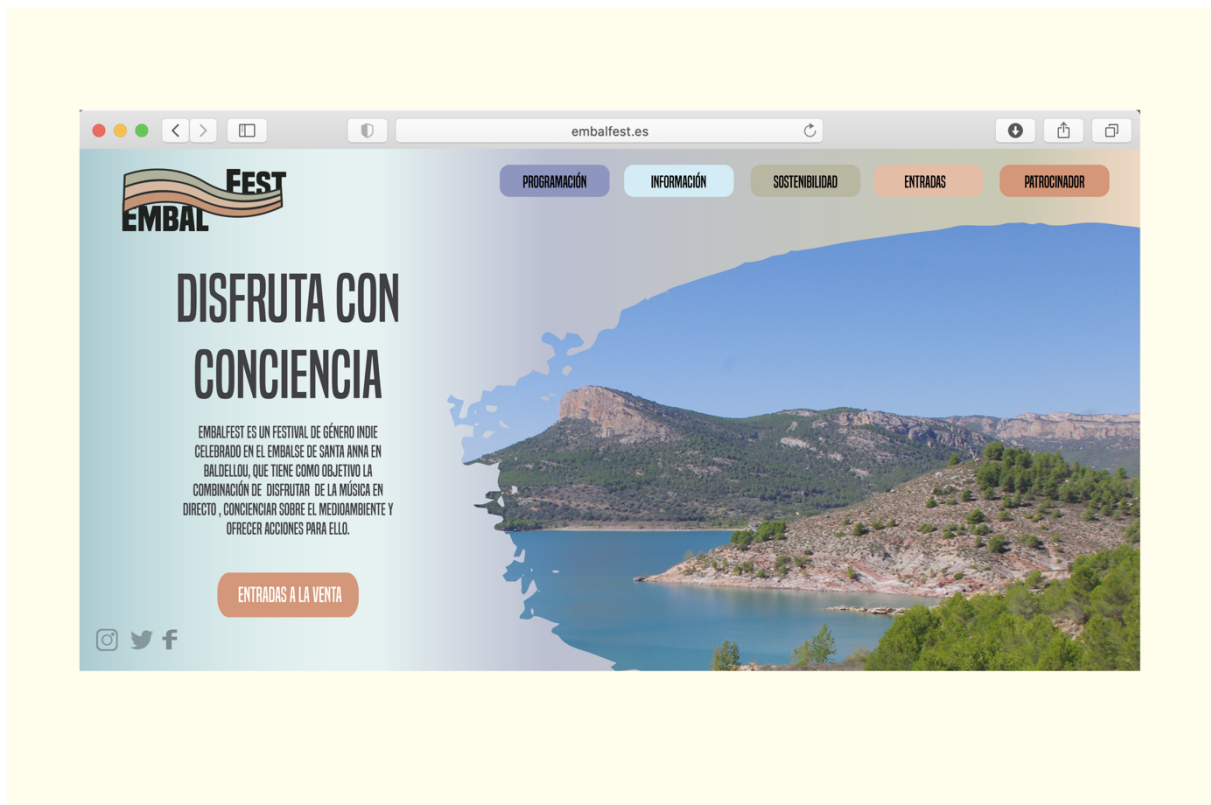 embalfest.es
FEST
EMBAL
PROGRAMACIÓN
INFORMACIÓN
SOSTENIBILIDAD
ENTRADAS
PATROCINADOR
DISFRUTA CON
CONCIENCIA
EMBALFEST ES UN FESTIVAL DE GÉNERO INDIE
CELEBRADO EN EL EMBALSE DE SANTA ANNA EN
BALDELLOU, QUE TIENE COMO OBJETIVO LA
COMBINACIÓN DE DISFRUTAR DE LA MÚSICA EN
DIRECTO , CONCIENCIAR SOBRE EL MEDIOAMBIENTE Y
OFRECER ACCIONES PARA ELLO.
ENTRADAS A LA VENTA